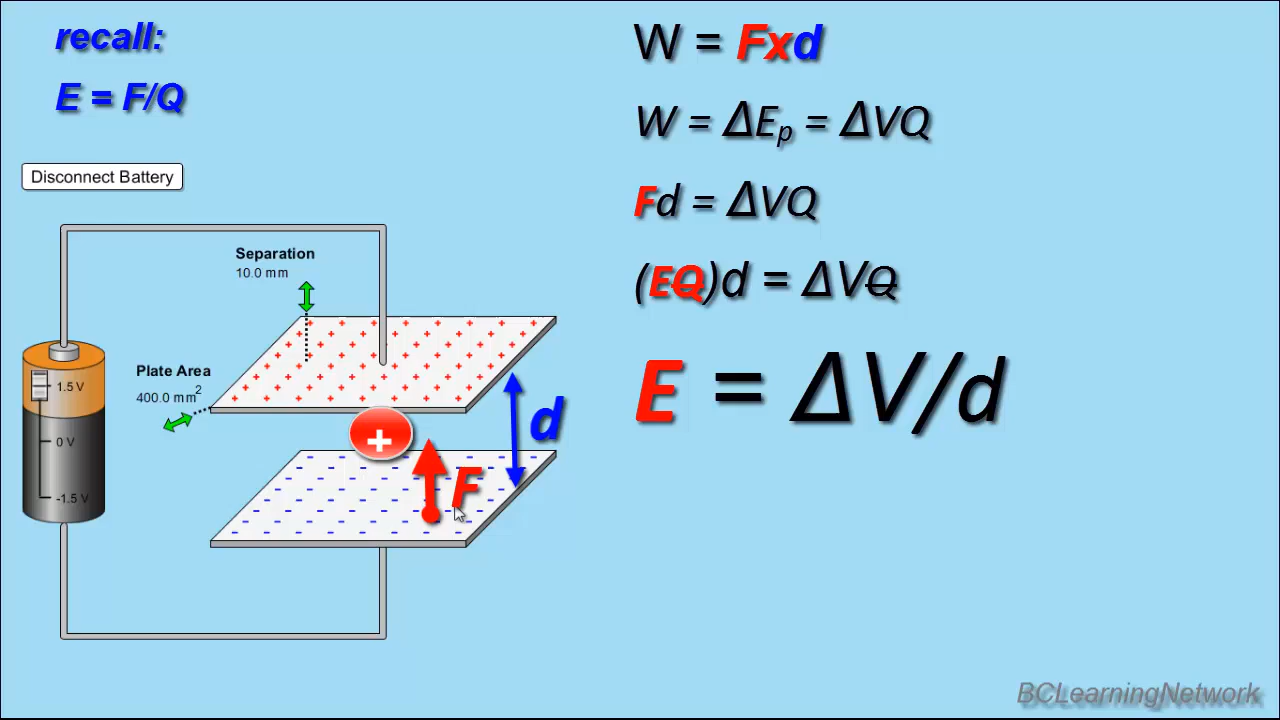 recall:
E = F/Q
W = Fxd
W = ΔEₚ = ΔVQ
Fd = ΔVQ
(EQ)d = ΔVQ
E = ΔV/d
Disconnect Battery
Separation
10.0 mm
Plate Area
400.0 mm²
1.5 V
0 V
-1.5 V
+
d
F
BCLearningNetwork